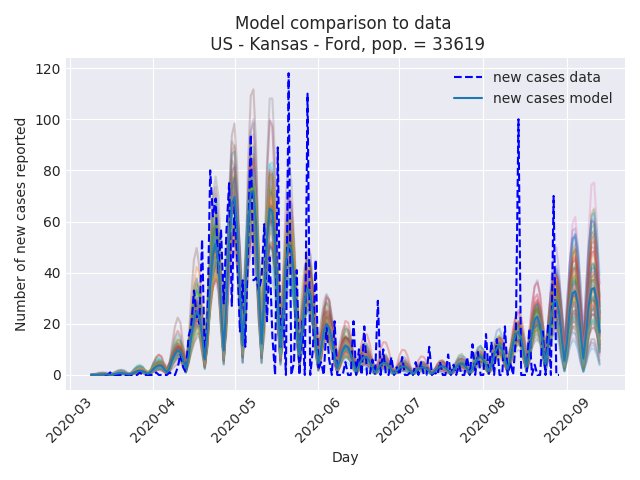 Model comparison to data
US - Kansas - Ford, pop. = 33619
new cases data
new cases model
Number of new cases reported
120
100
80
60
40
20
0
2020-03
2020-04
2020-05
2020-06
2020-07
2020-08
2020-09
Day